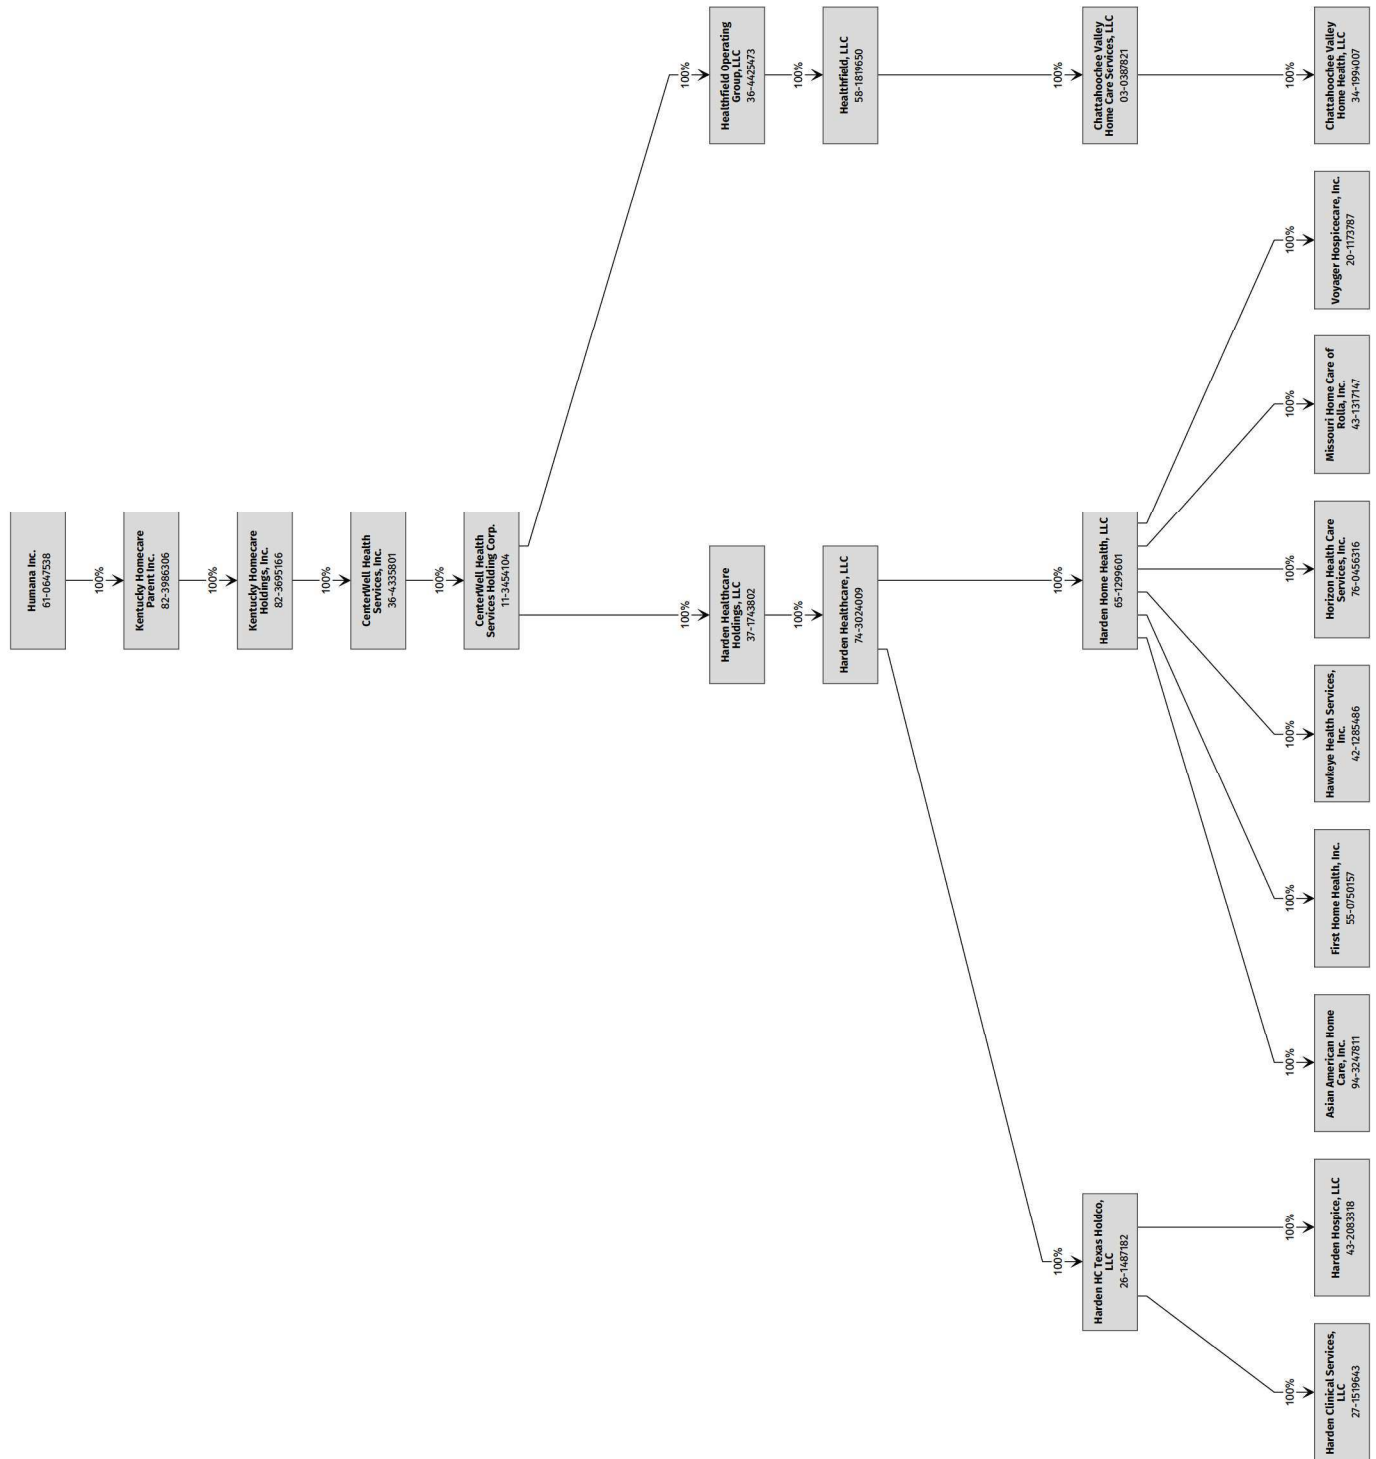 Humana Inc.
61-0647538
100%
Kentucky Homecare
Parent Inc.
82-3986306
100%
Kentucky Homecare
Holdings, Inc.
82-3695166
100%
CenterWell Health
Services, Inc.
36-4335801
100%
CenterWell Health
Services Holding Corp.
11-3454104
100%
Harden Healthcare
Holdings, LLC
37-1743802
100%
Healthfield Operating
Group, LLC
36-4425473
100%
Harden Healthcare, LLC
74-3024009
100%
Healthfield, LLC
58-1819650
100%
Harden HC Texas Holdco,
LLC
26-1487182
100%
Harden Home Health, LLC
65-1299601
100%
Chattahoochee Valley
Home Care Services, LLC
03-0387821
100%
Harden Clinical Services,
LLC
27-1519643
100%
Harden Hospice, LLC
43-2083318
100%
Asian American Home
Care, Inc.
94-3247811
100%
First Home Health, Inc.
55-0750157
100%
Hawkeye Health Services,
Inc.
42-1285486
100%
Horizon Health Care
Services, Inc.
76-0456316
100%
Missouri Home Care of
Rolla, Inc.
43-1317147
100%
Voyager Hospicecare, Inc.
20-1173787
100%
Chattahoochee Valley
Home Health, LLC
34-1994007